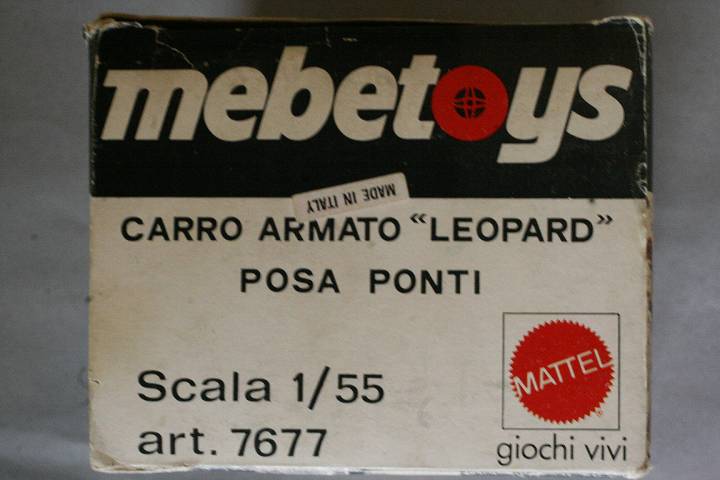 mebetoys
MADE IN ITALY
CARRO ARMATO “LEOPARD”
POSA PONTI
Scala 1/55
art. 7677
MATTEL
®
giochi vivi